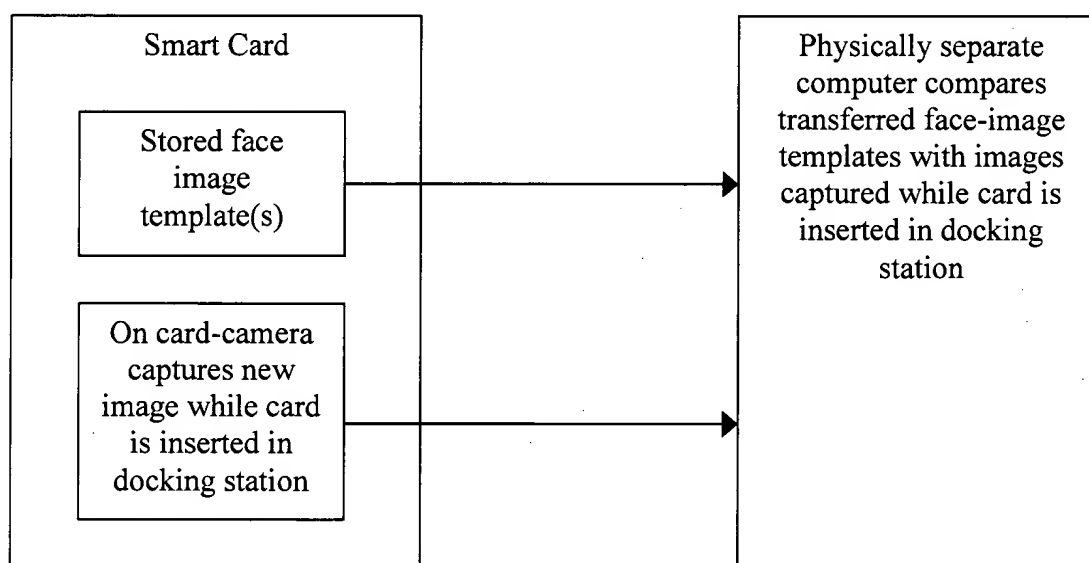 Smart Card
Stored face
image
template(s)
On card-camera
captures new
image while card
is inserted in
docking station
Physically separate
computer compares
transferred face-image
templates with images
captured while card is
inserted in docking
station